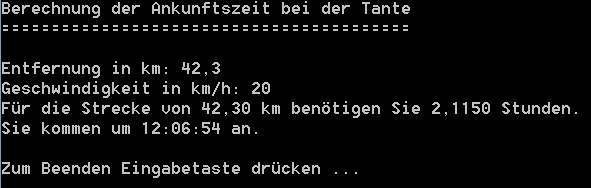 Berechnung der Ankunftszeit bei der Tante
=========================================
Entfernung in km: 42,3
Geschwindigkeit in km/h: 20
Für die Strecke von 42,30 km benötigen Sie 2,1150 Stunden.
Sie kommen um 12:06:54 an.
Zum Beenden Eingabetaste drücken ...